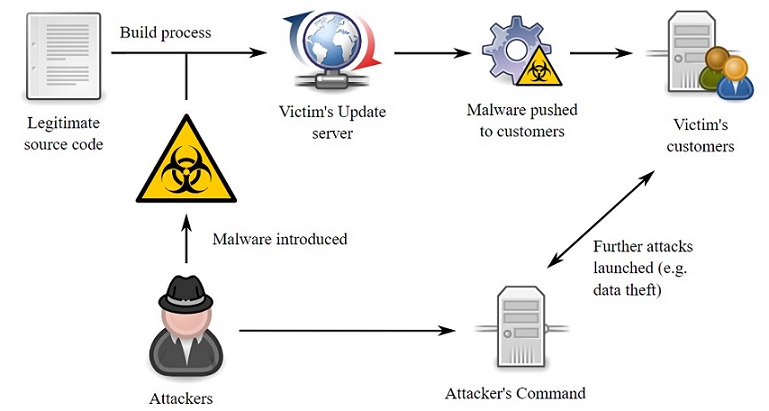 Build process
Legitimate
source code
Victim's Update
server
Malware pushed
to customers
Victim's
customers
Malware introduced
Further attacks
launched (e.g.
data theft)
Attackers
Attacker's Command